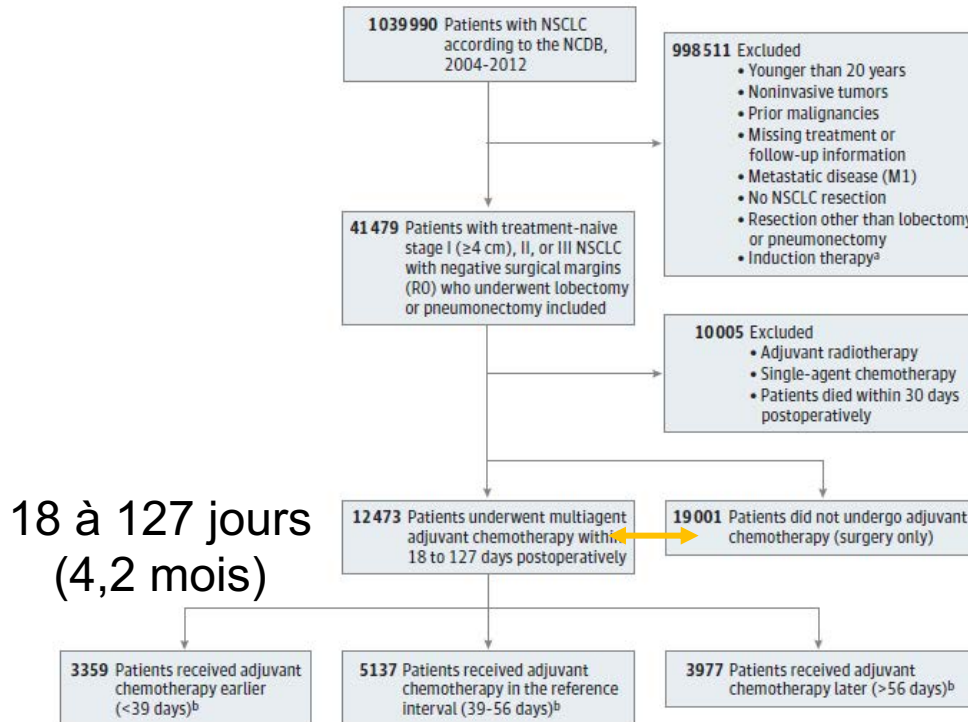 1039990 Patients with NSCLC
according to the NCDB,
2004-2012
998511 Excluded
• Younger than 20 years
• Noninvasive tumors
• Prior malignancies
• Missing treatment or
follow-up information
• Metastatic disease (M1)
• No NSCLC resection
• Resection other than lobectomy
or pneumonectomy
• Induction therapyª
41479 Patients with treatment-naive
stage I (≥4 cm), II, or III NSCLC
with negative surgical margins
(R0) who underwent lobectomy
or pneumonectomy included
10005 Excluded
• Adjuvant radiotherapy
• Single-agent chemotherapy
• Patients died within 30 days
postoperatively
18 à 127 jours
(4,2 mois)
12473 Patients underwent multiagent
adjuvant chemotherapy within
18 to 127 days postoperatively
19001 Patients did not undergo adjuvant
chemotherapy (surgery only)
3359 Patients received adjuvant
chemotherapy earlier
(<39 days)b
5137 Patients received adjuvant
chemotherapy in the reference
interval (39-56 days)b
3977 Patients received adjuvant
chemotherapy later (>56 days)b